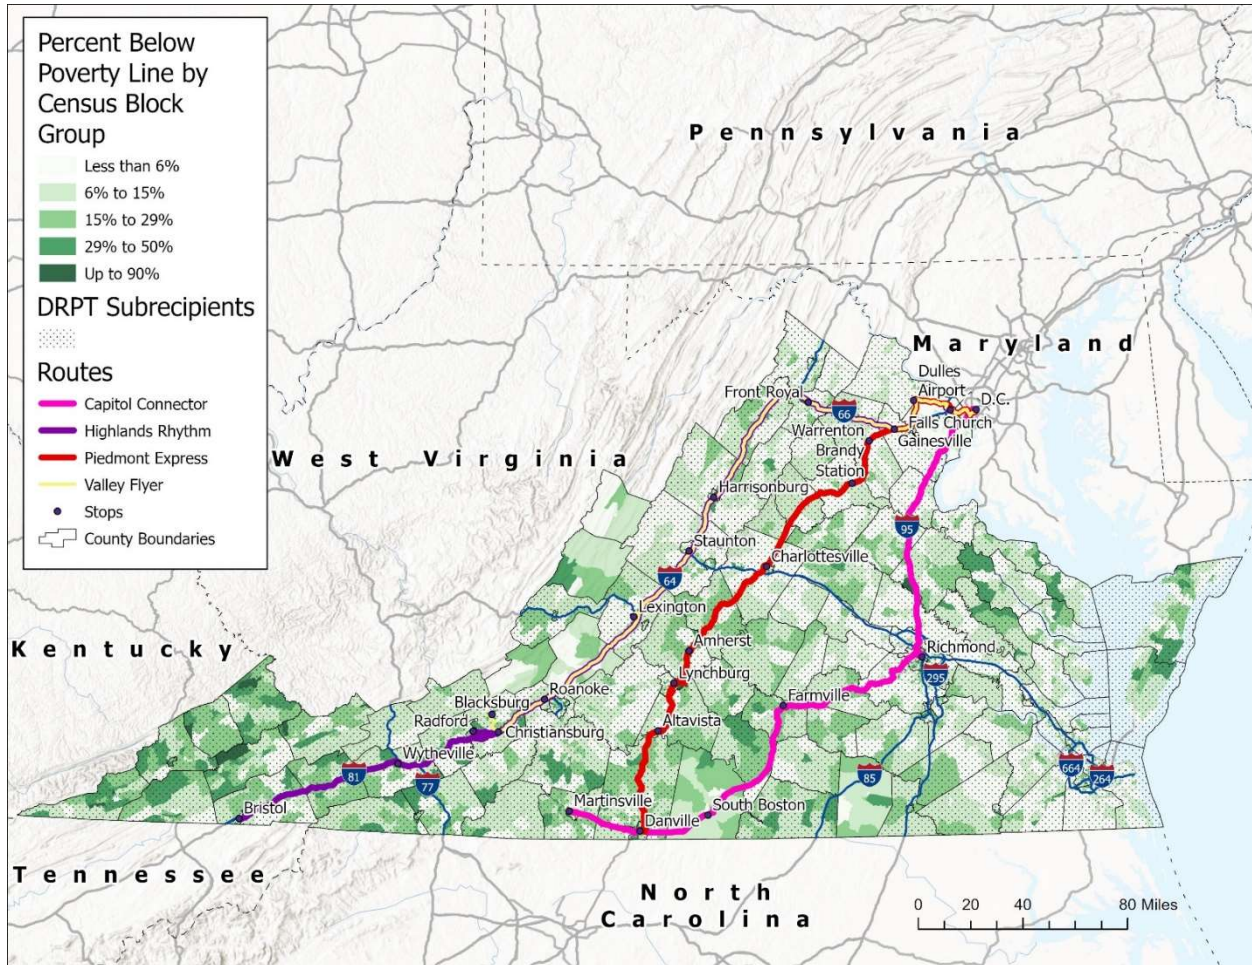 Percent Below
Poverty Line by
Census Block
Group
Less than 6%
6% to 15%
15% to 29%
29% to 50%
Up to 90%
DRPT Subrecipients
Routes
Capitol Connector
Highlands Rhythm
Piedmont Express
Valley Flyer
Stops
County Boundaries
Pennsylvania
Maryland
Dulles
Airport
D.C.
Front Royal
66
Falls Church
Warrenton
Gainesville
Brandy
Station
West Virginia
Harrisonburg
95
Staunton
Charlottesville
64
Lexington
Kentucky
Amherst
Richmond
Lynchburg
295
Roanoke
Blacksburg
Farmville
Radford
Christiansburg
Altavista
Wytheville
664
264
81
77
85
Martinsville
South Boston
Bristol
Danville
Tennessee
North
Carolina
0 20 40 80 Miles